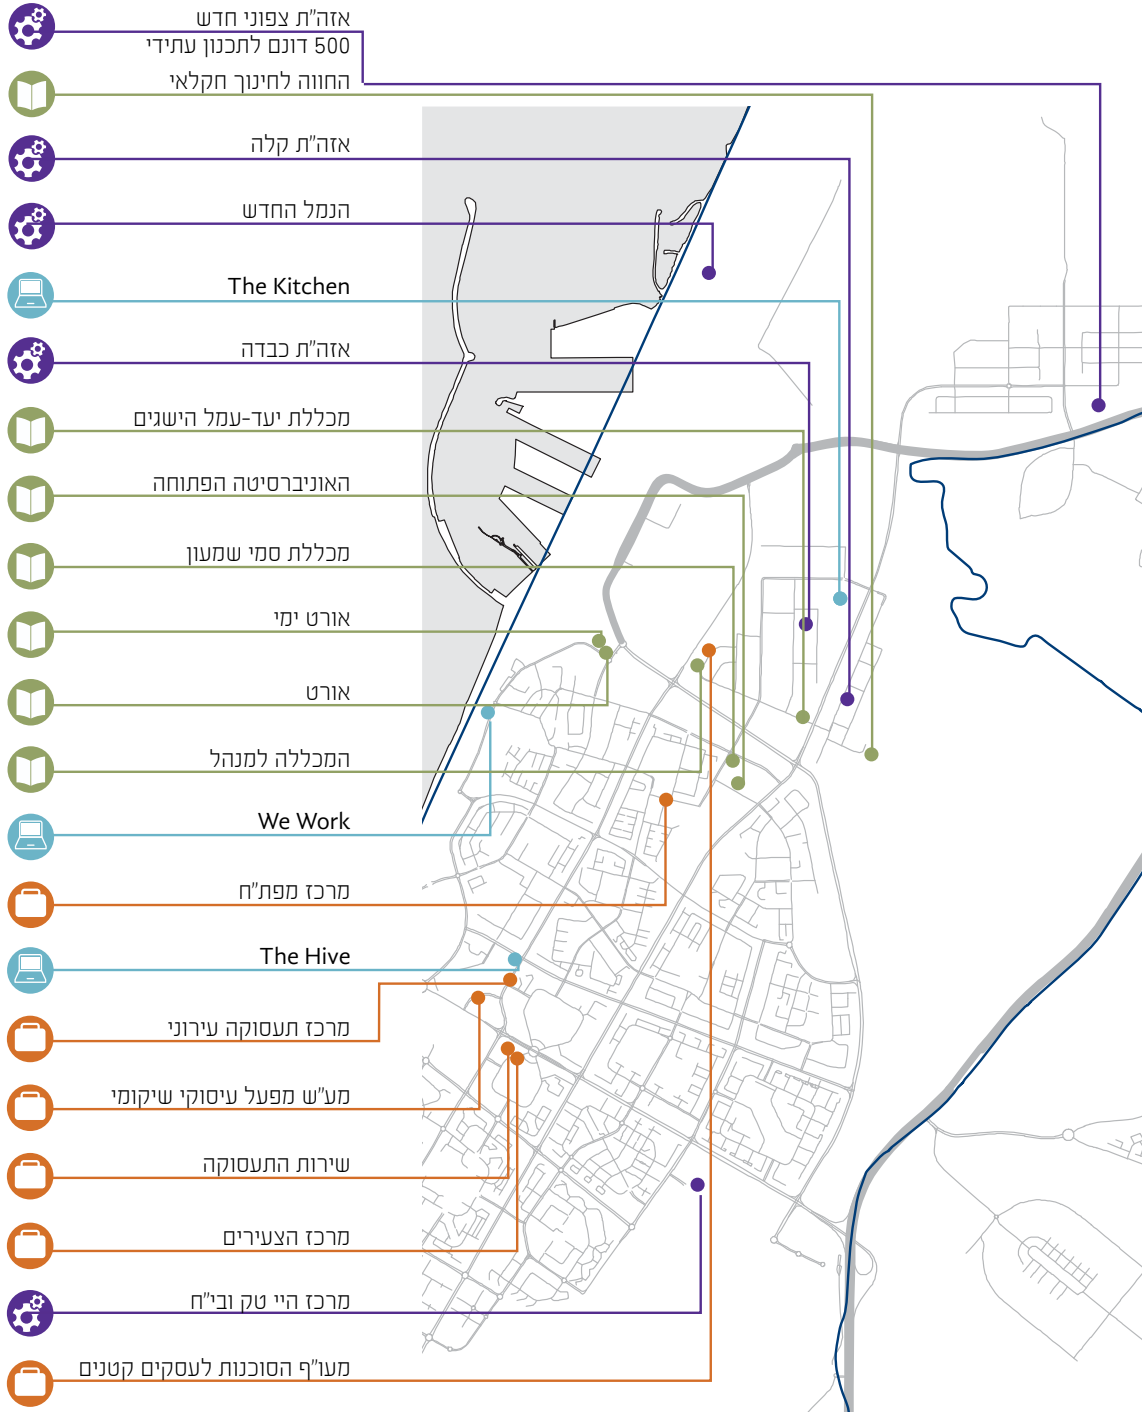 אזה"ת צפוני חדש
500 דונם לתכנון עתידי
החווה לחינוך חקלאי
אזה"ת קלה
הנמל החדש
The Kitchen
אזה"ת כבדה
מכללת יעד-עמל הישגים
האוניברסיטה הפתוחה
מכללת סמי שמעון
אורט ימי
אורט
המכללה למנהל
We Work
מרכז מפת"ח
The Hive
מרכז תעסוקה עירוני
מע"ש מפעל עיסוקי שיקומי
שירות התעסוקה
מרכז הצעירים
מרכז היי טק ובי"ח
מעו"ף הסוכנות לעסקים קטנים